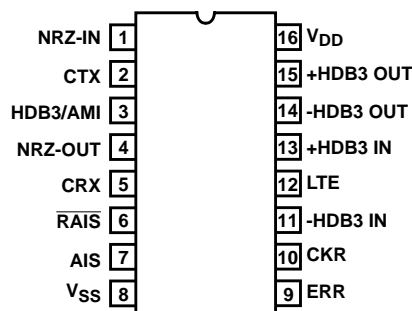 NRZ-IN 1 16 VDD
CTX 2 15 +HDB3 OUT
HDB3/AMI 3 14 -HDB3 OUT
NRZ-OUT 4 13 +HDB3 IN
CRX 5 12 LTE
RAIS 6 11 -HDB3 IN
AIS 7 10 CKR
VSS 8 9 ERR